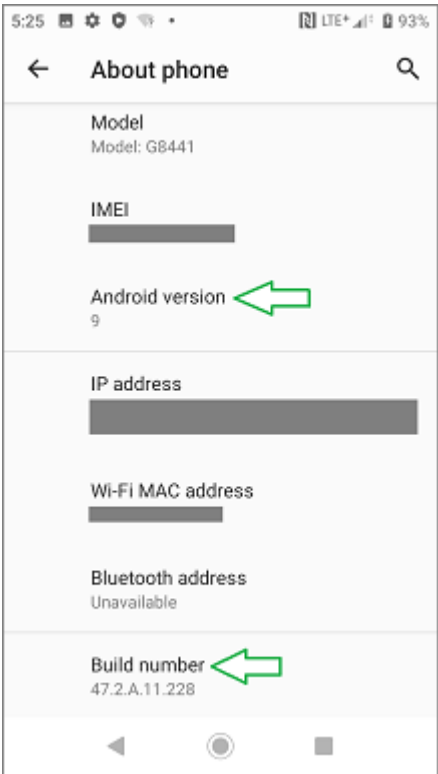 5:25 LTE+ 93%
About phone
Model
Model: G8441
IMEI
Android version
9
IP address
Wi-Fi MAC address
Bluetooth address
Unavailable
Build number
47.2.A.11.228